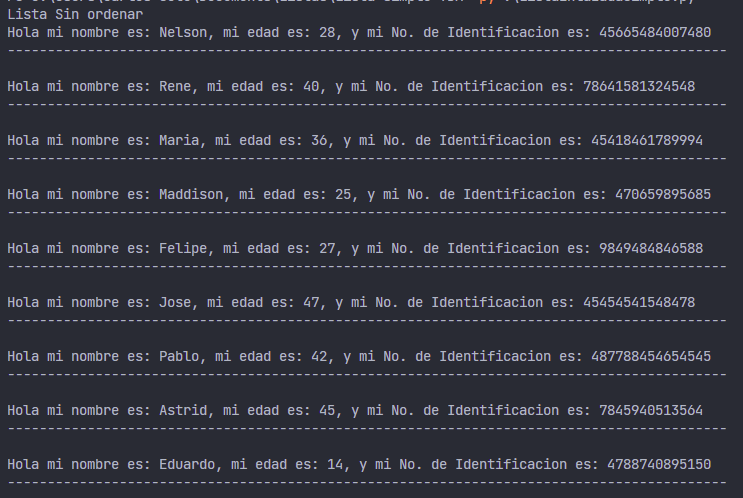 Lista Sin ordenar
Hola mi nombre es: Nelson, mi edad es: 28, y mi No. de Identificacion es: 45665484007480
------------------------------------------------------------------------------------------
Hola mi nombre es: Rene, mi edad es: 40, y mi No. de Identificacion es: 78641581324548
------------------------------------------------------------------------------------------
Hola mi nombre es: Maria, mi edad es: 36, y mi No. de Identificacion es: 45418461789994
------------------------------------------------------------------------------------------
Hola mi nombre es: Maddison, mi edad es: 25, y mi No. de Identificacion es: 470659895685
------------------------------------------------------------------------------------------
Hola mi nombre es: Felipe, mi edad es: 27, y mi No. de Identificacion es: 9849484846588
------------------------------------------------------------------------------------------
Hola mi nombre es: Jose, mi edad es: 47, y mi No. de Identificacion es: 45454541548478
------------------------------------------------------------------------------------------
Hola mi nombre es: Pablo, mi edad es: 42, y mi No. de Identificacion es: 487788454654545
------------------------------------------------------------------------------------------
Hola mi nombre es: Astrid, mi edad es: 45, y mi No. de Identificacion es: 7845940513564
------------------------------------------------------------------------------------------
Hola mi nombre es: Eduardo, mi edad es: 14, y mi No. de Identificacion es: 4788740895150
------------------------------------------------------------------------------------------